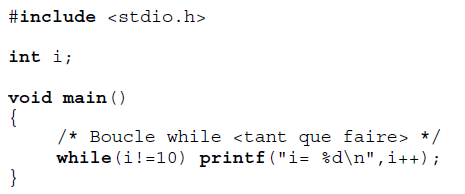 #include <stdio.h>
int i;
void main()
{
/* Boucle while <tant que faire> */
while(i!=10) printf("i= %d\n",i++);
}